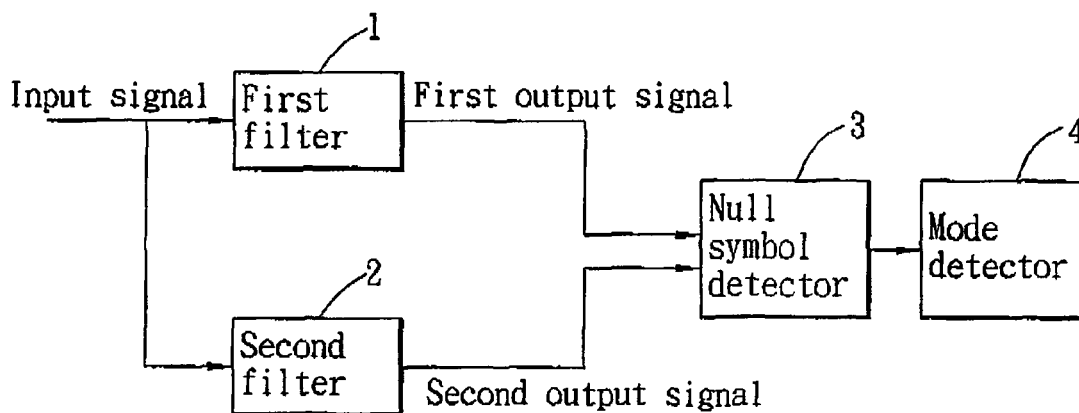 1
Input signal
First
filter
First output signal
3
4
Null
symbol
detector
Mode
detector
2
Second
filter
Second output signal